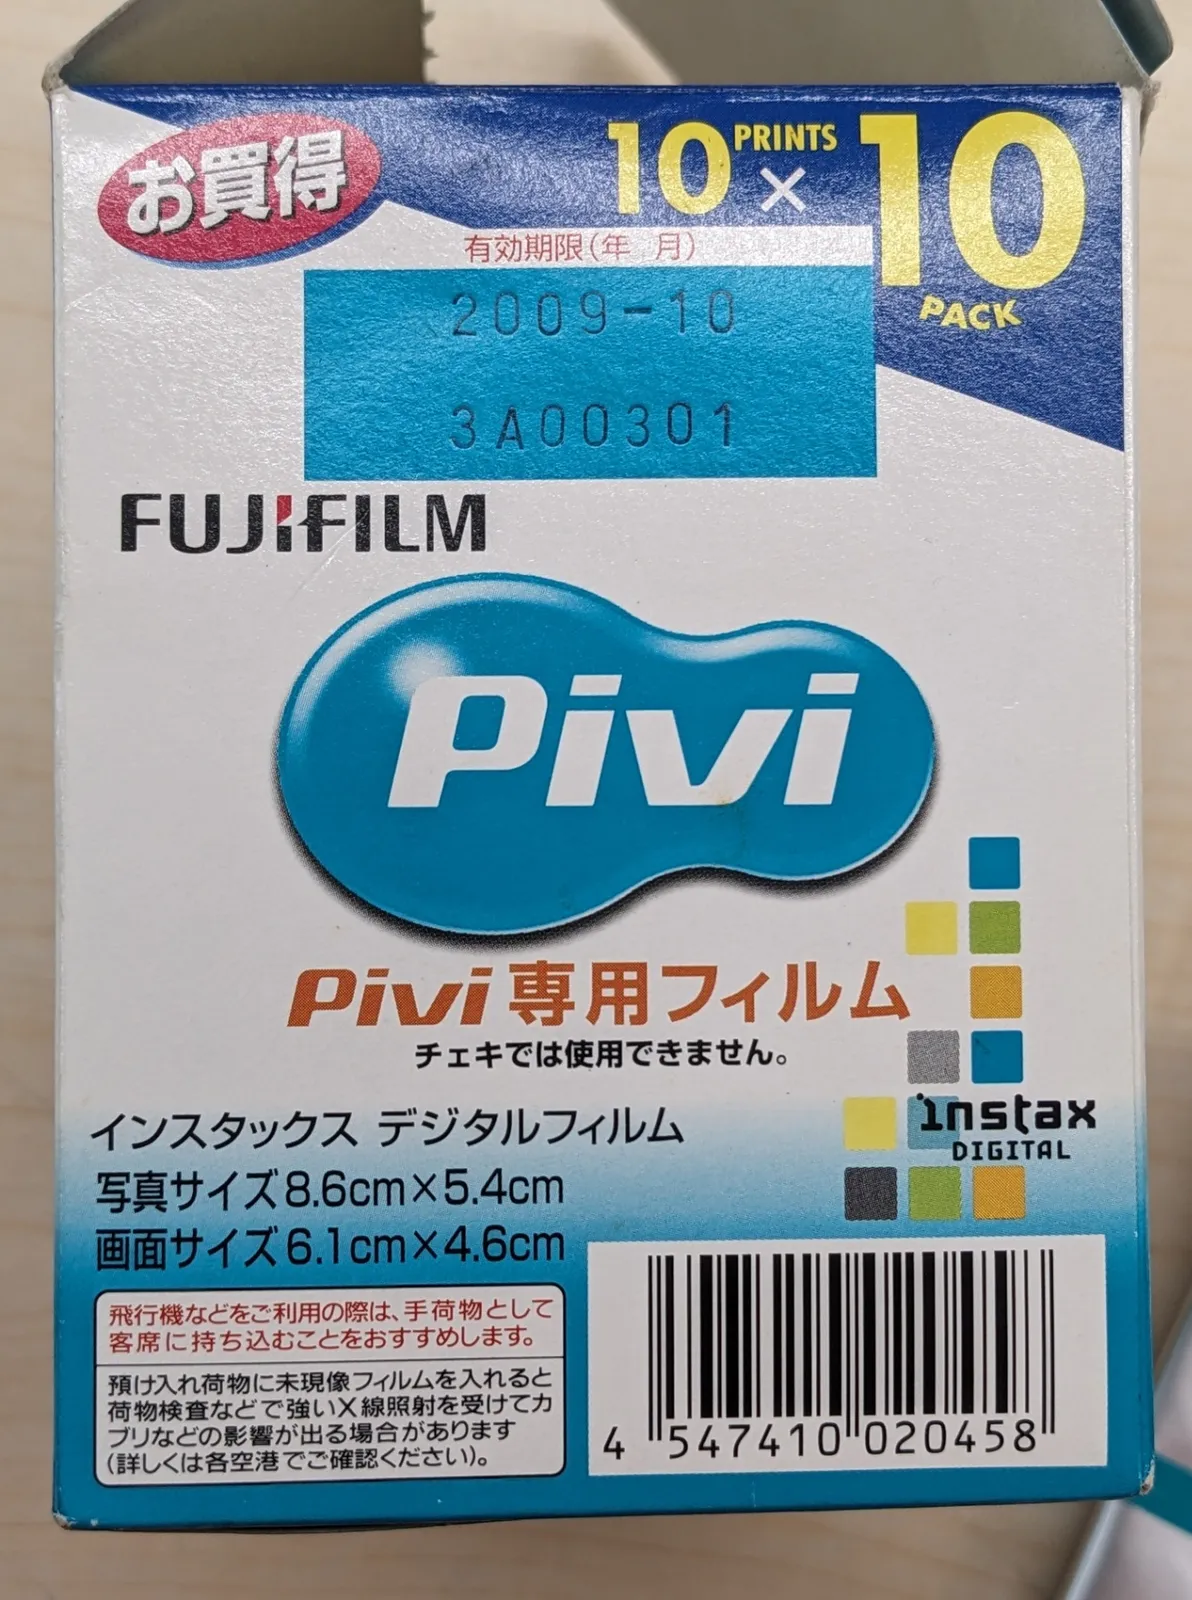 お買得
10 PRINTS × 10 PACK
有効期限(年 月)
2009-10
3A00301
FUJIFILM
Pivi
Pivi専用フィルム
チェキでは使用できません。
インスタックス デジタルフィルム
instax
DIGITAL
写真サイズ8.6cm×5.4cm
画面サイズ6.1cm×4.6cm
飛行機などをご利用の際は、手荷物として
客席に持ち込むことをおすすめします。
預け入れ荷物に未現像フィルムを入れると
荷物検査などで強いX線照射を受けてカ
ブリなどの影響が出る場合があります
(詳しくは各空港でご確認ください)。
4 547410 020458